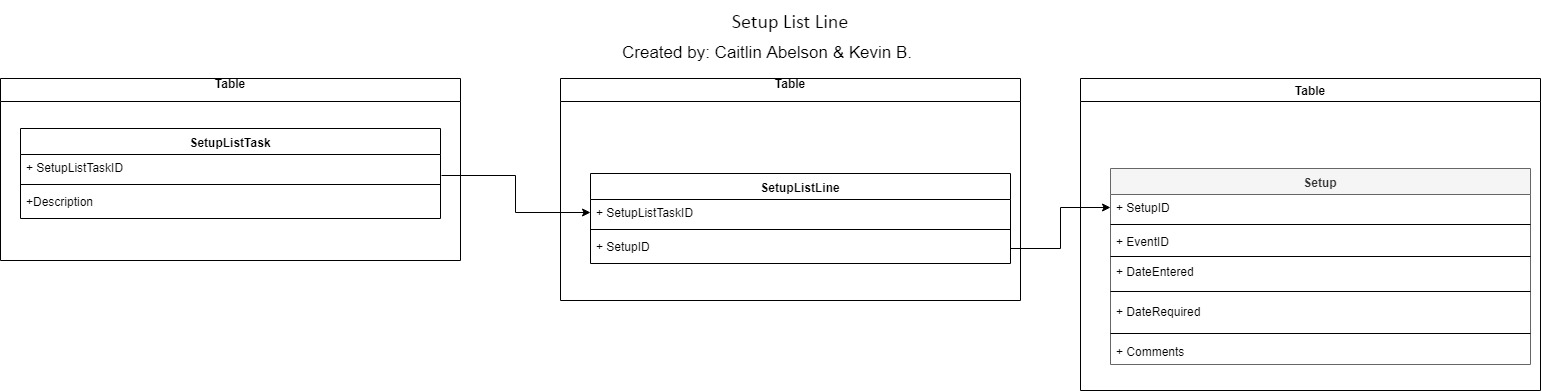 Setup List Line
Created by: Caitlin Abelson & Kevin B.
Table
SetupListTask
+ SetupListTaskID
+Description
Table
SetupListLine
+ SetupListTaskID
+ SetupID
Table
Setup
+ SetupID
+ EventID
+ DateEntered
+ DateRequired
+ Comments